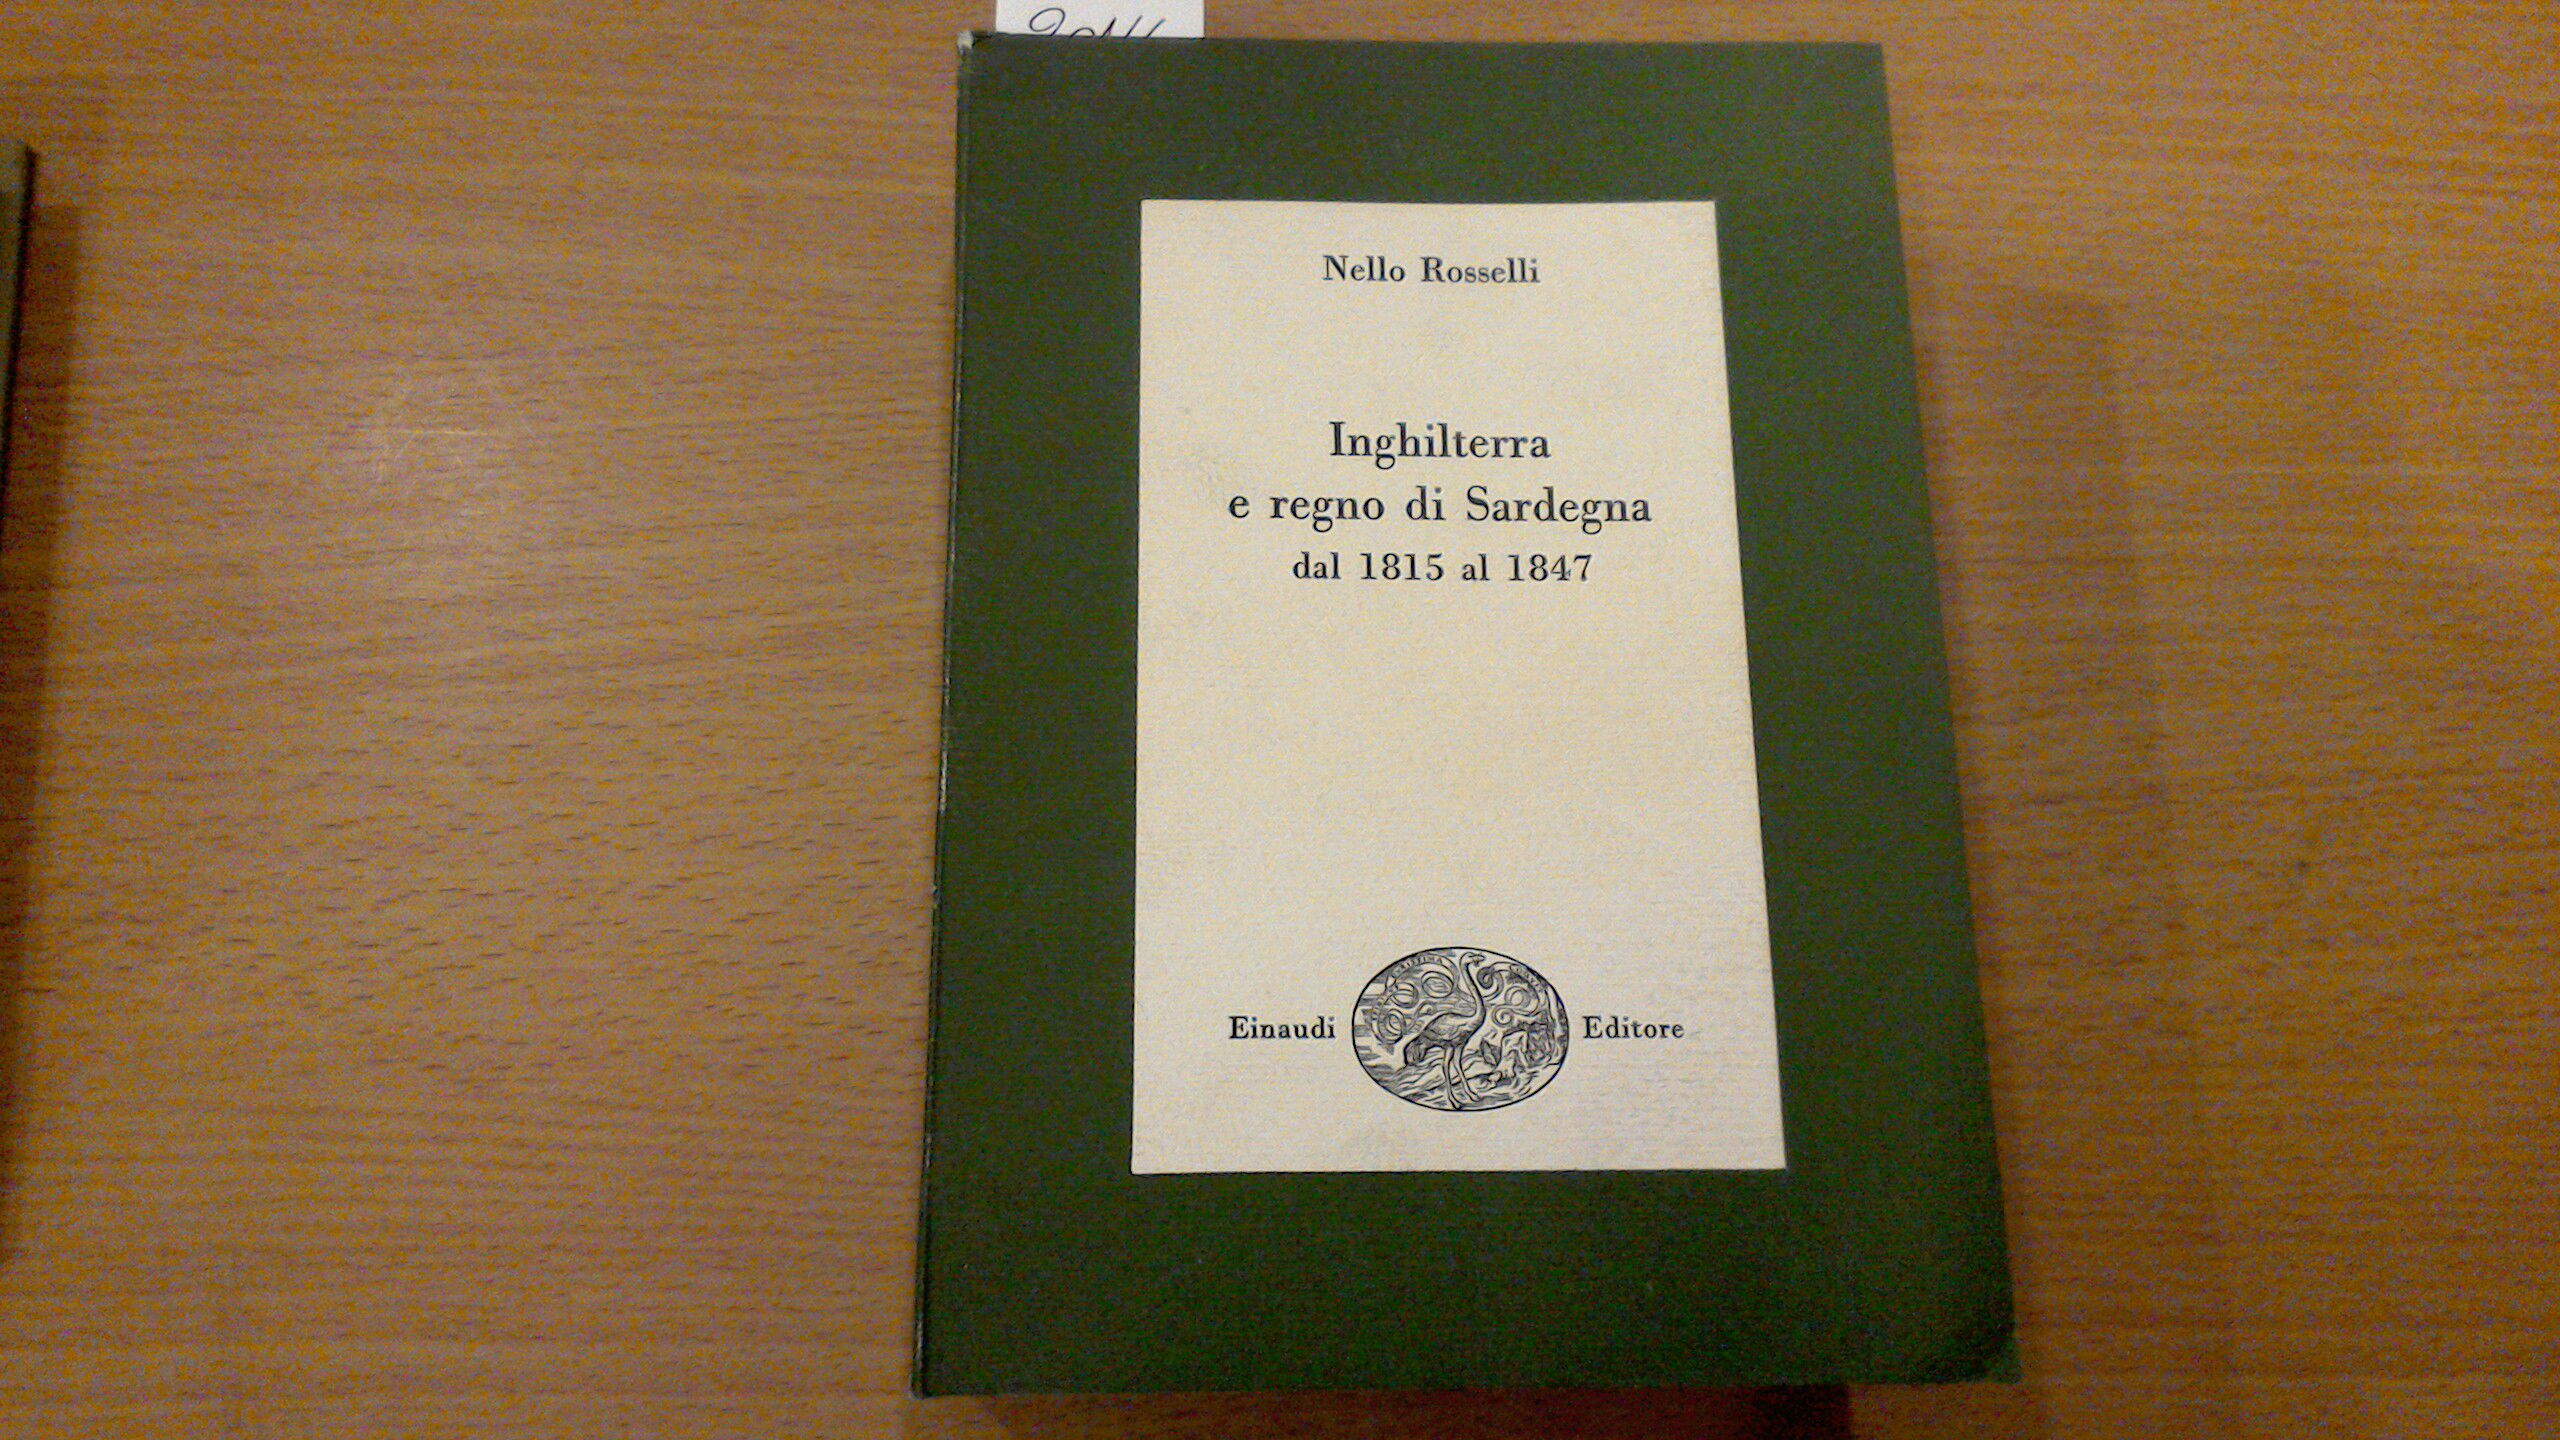 Nello Rosselli
Inghilterra
e regno di Sardegna
dal 1815 al 1847
Einaudi Editore